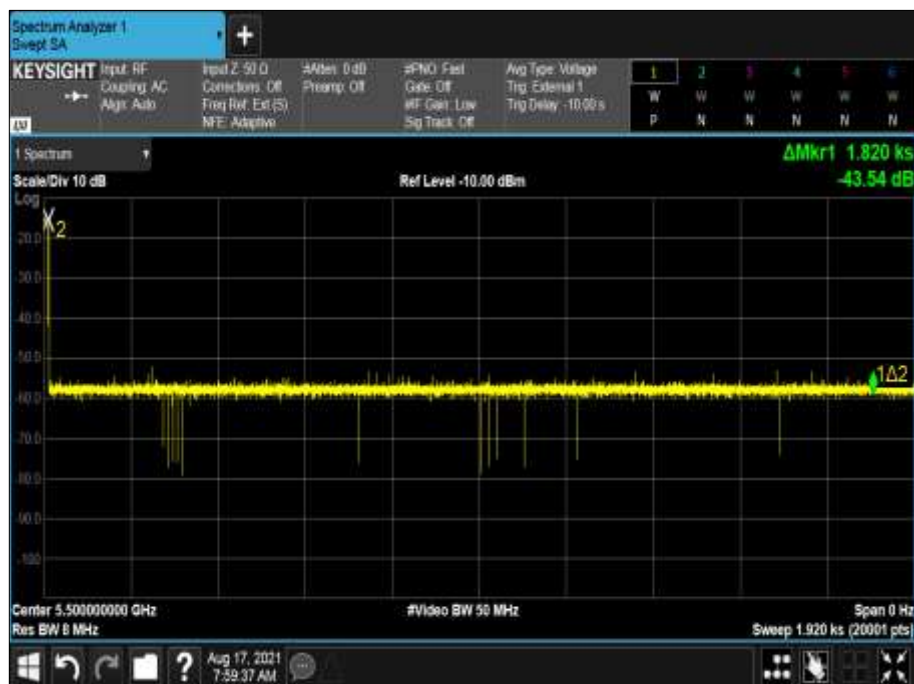 Spectrum Analyzer 1
Swept SA
+
KEYSIGHT Input: RF Input Z: 50 Ω #Atten: 0 dB #PNO: Fast Avg Type: Voltage 1 2 3 4 5 6
Coupling: AC Corrections: Off Preamp: Off Gate: Off Trig: External 1 W W W W W W
Align: Auto Freq Ref: Ext (S) #IF Gain: Low Trig Delay: -10.00 s P N N N N N
NFE: Adaptive Sig Track: Off
1 Spectrum ΔMkr1 1.820 ks
Scale/Div 10 dB Ref Level -10.00 dBm -43.54 dB
Log
2
-20.0
-30.0
-40.0
-50.0
1Δ2
-60.0
-70.0
-80.0
-90.0
-100
Center 5.500000000 GHz #Video BW 50 MHz Span 0 Hz
Res BW 8 MHz Sweep 1.920 ks (20001 pts)
? Aug 17, 2021
7:59:37 AM